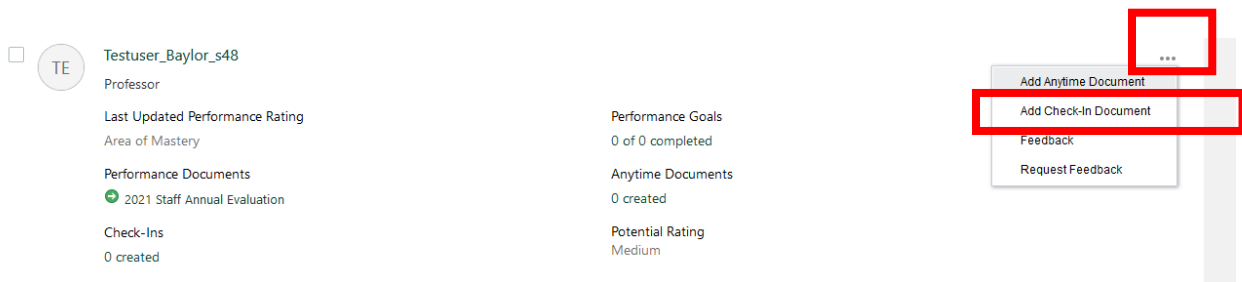 TE
Testuser_Baylor_s48
Professor
Last Updated Performance Rating
Area of Mastery
Performance Documents
2021 Staff Annual Evaluation
Check-Ins
0 created
Performance Goals
0 of 0 completed
Anytime Documents
0 created
Potential Rating
Medium
Add Anytime Document
Add Check-In Document
Feedback
Request Feedback